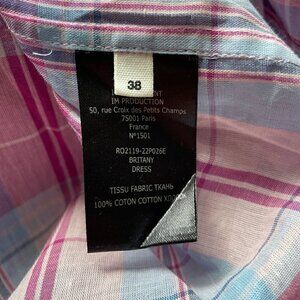 38
IM PRODUCTION
50, rue Croix des Petits Champs
75001 Paris
France
N°1501
RO2119-22P026E
BRITANY
DRESS
TISSU FABRIC ТКАНЬ
100% COTON COTTON